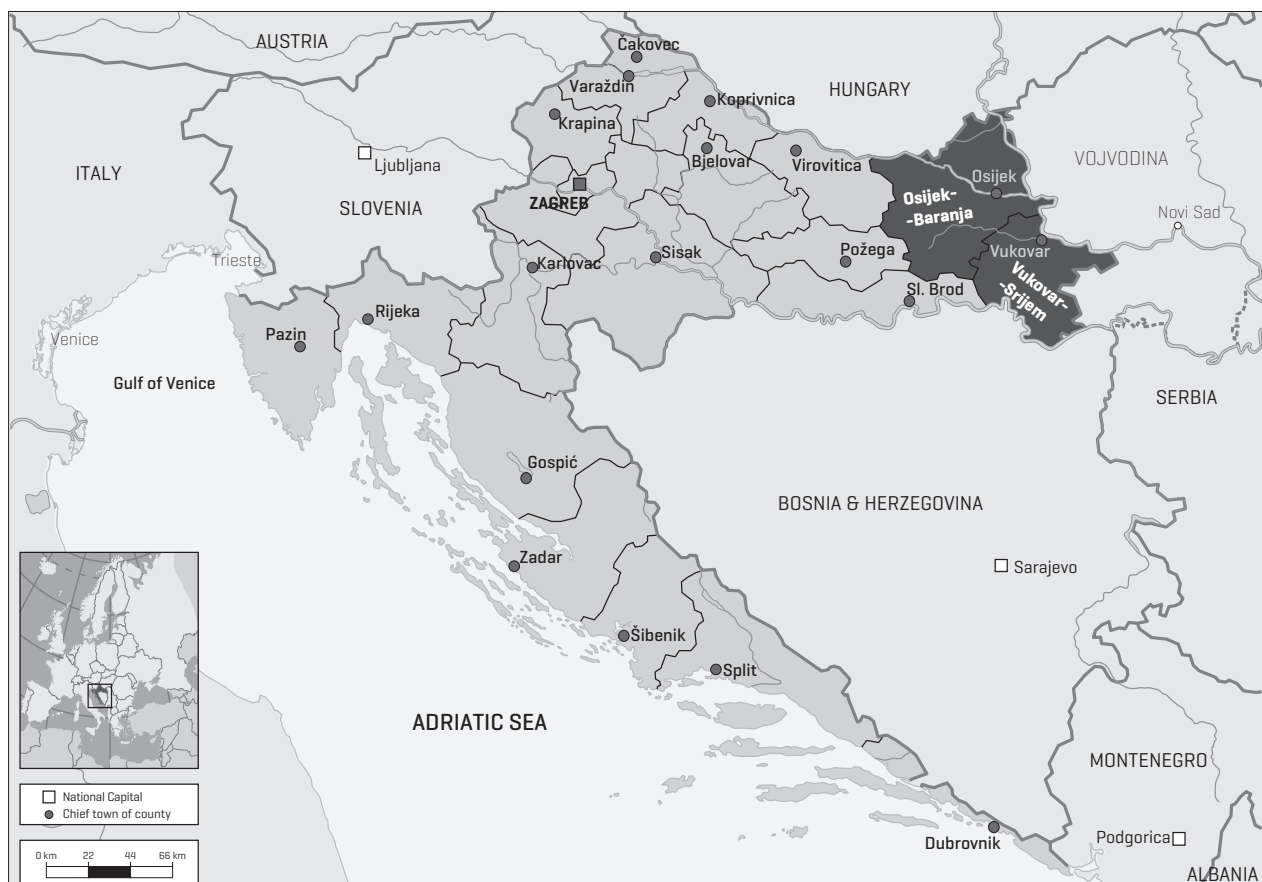 AUSTRIA
Čakovec
Varaždin
Koprivnica
HUNGARY
Krapina
ITALY
Ljubljana
Bjelovar
Virovitica
VOJVODINA
Osijek
SLOVENIA
ZAGREB
Osijek-
-Baranja
Novi Sad
Trieste
Karlovac
Sisak
Požega
Vukovar
Vukovar-
-Srijem
Sl. Brod
Rijeka
Pazin
Venice
Gulf of Venice
SERBIA
Gospić
BOSNIA & HERZEGOVINA
Zadar
Sarajevo
Šibenik
Split
ADRIATIC SEA
MONTENEGRO
National Capital
Chief town of county
Dubrovnik
Podgorica
0 km 22 44 66 km
ALBANIA